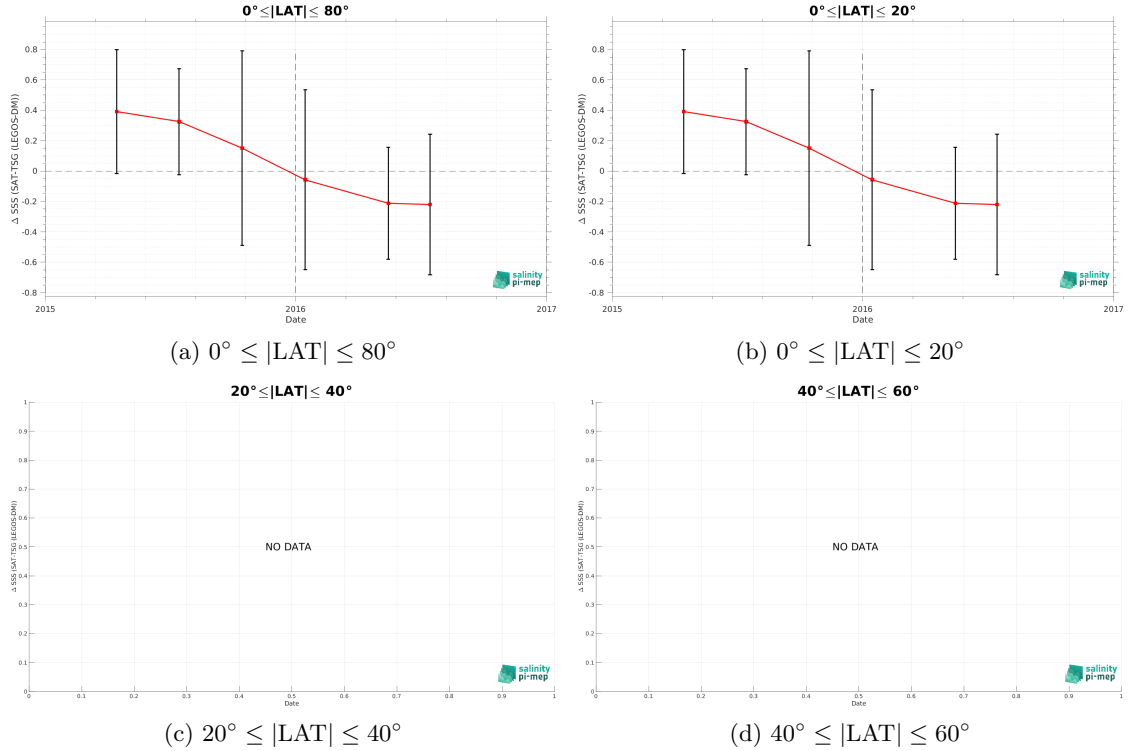 0°≤|LAT|≤ 80°
Δ SSS (SAT-TSG (LEGOS-DM))
0.8
0.6
0.4
0.2
0
-0.2
-0.4
-0.6
-0.8
2015
2016
2017
Date
salinity
pi-mep
(a) 0° ≤ |LAT| ≤ 80°
0°≤|LAT|≤ 20°
Δ SSS (SAT-TSG (LEGOS-DM))
0.8
0.6
0.4
0.2
0
-0.2
-0.4
-0.6
-0.8
2015
2016
2017
Date
salinity
pi-mep
(b) 0° ≤ |LAT| ≤ 20°
20°≤|LAT|≤ 40°
Δ SSS (SAT-TSG (LEGOS-DM))
1
0.9
0.8
0.7
0.6
0.5
0.4
0.3
0.2
0.1
0
NO DATA
0 0.1 0.2 0.3 0.4 0.5 0.6 0.7 0.8 0.9 1
Date
salinity
pi-mep
(c) 20° ≤ |LAT| ≤ 40°
40°≤|LAT|≤ 60°
Δ SSS (SAT-TSG (LEGOS-DM))
1
0.9
0.8
0.7
0.6
0.5
0.4
0.3
0.2
0.1
0
NO DATA
0 0.1 0.2 0.3 0.4 0.5 0.6 0.7 0.8 0.9 1
Date
salinity
pi-mep
(d) 40° ≤ |LAT| ≤ 60°